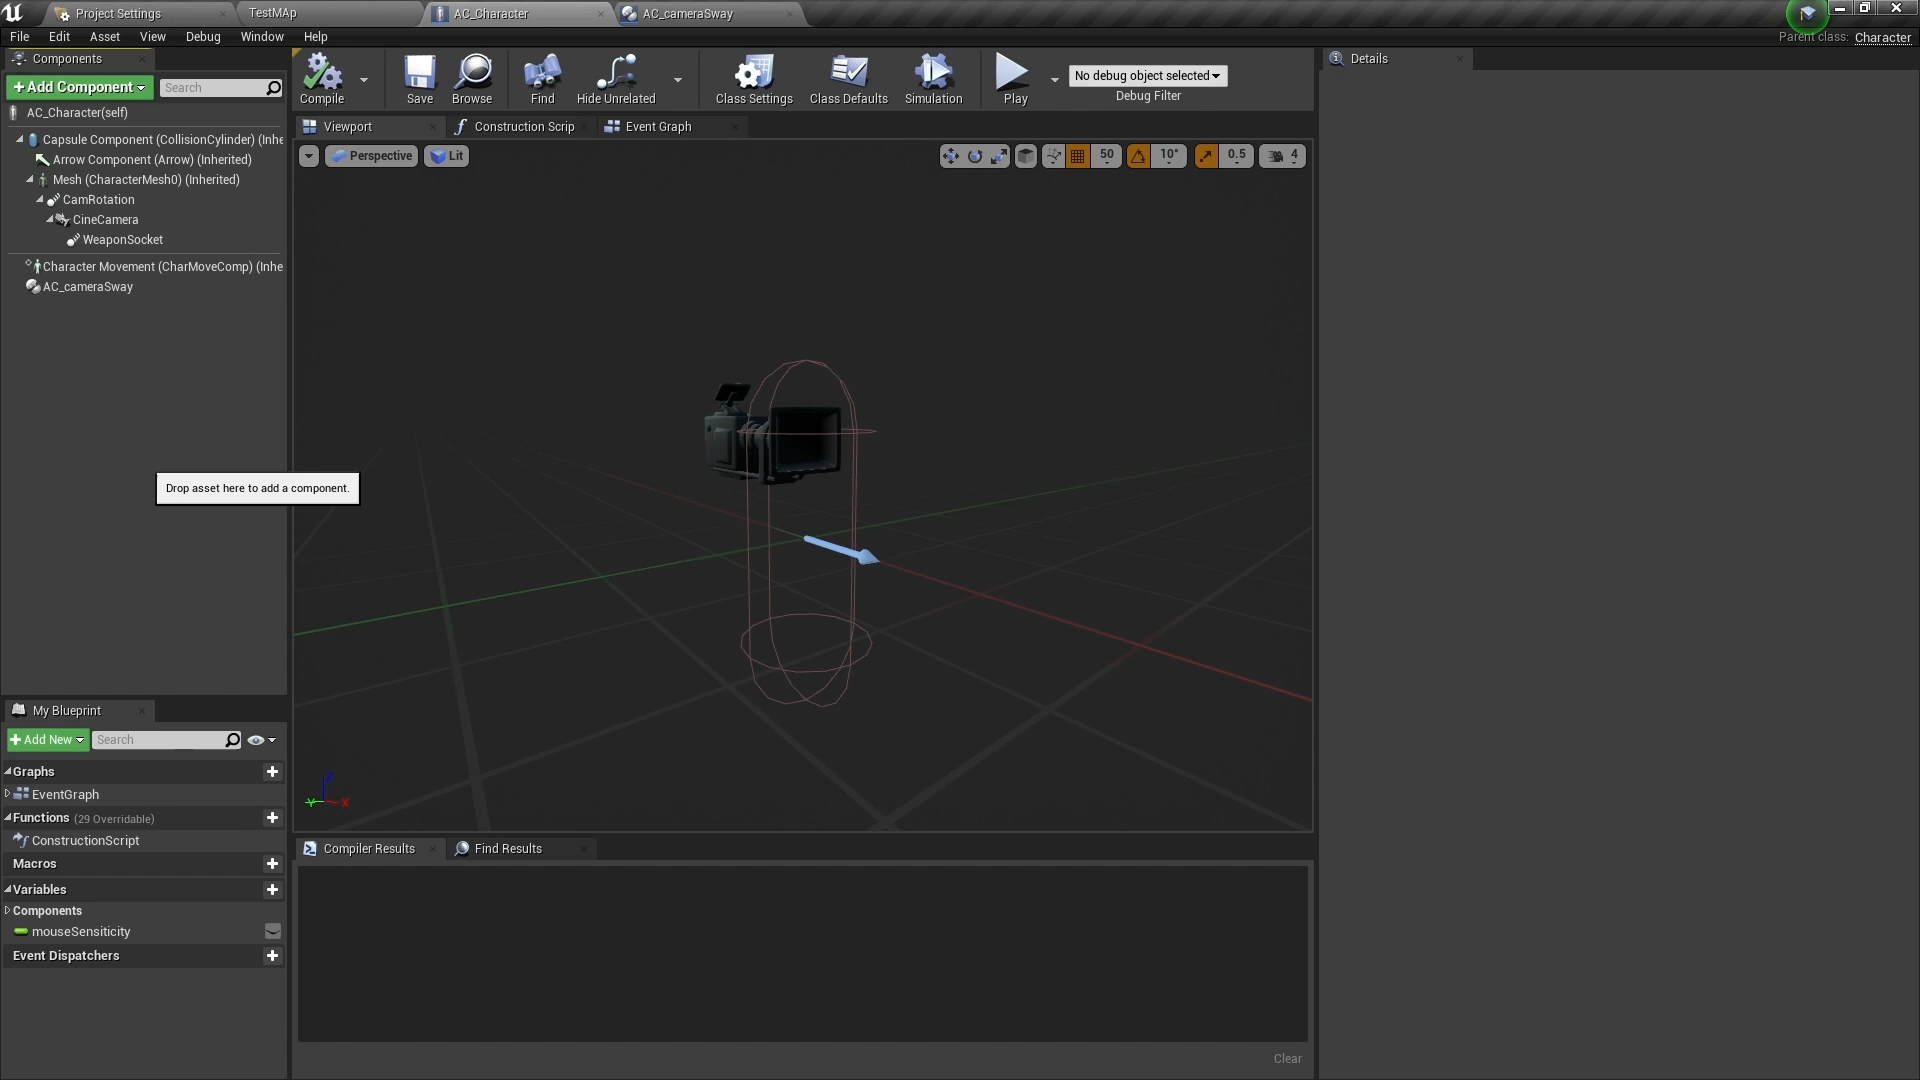 Project Settings
TestMAp
AC_Character
AC_cameraSway
File Edit Asset View Debug Window Help
Parent class: Character
Components
+Add Component
Search
AC_Character(self)
Capsule Component (CollisionCylinder) (Inhe
Arrow Component (Arrow) (Inherited)
Mesh (CharacterMesh0) (Inherited)
CamRotation
CineCamera
WeaponSocket
Character Movement (CharMoveComp) (Inhe
AC_cameraSway
Drop asset here to add a component.
Compile
Save
Browse
Find
Hide Unrelated
Class Settings
Class Defaults
Simulation
Play
No debug object selected
Debug Filter
Viewport
Construction Scrip
Event Graph
Perspective
Lit
50
10°
0.5
4
Z
Y
X
Details
My Blueprint
+Add New
Search
Graphs
EventGraph
Functions (29 Overridable)
ConstructionScript
Macros
Variables
Components
mouseSensiticity
Event Dispatchers
Compiler Results
Find Results
Clear